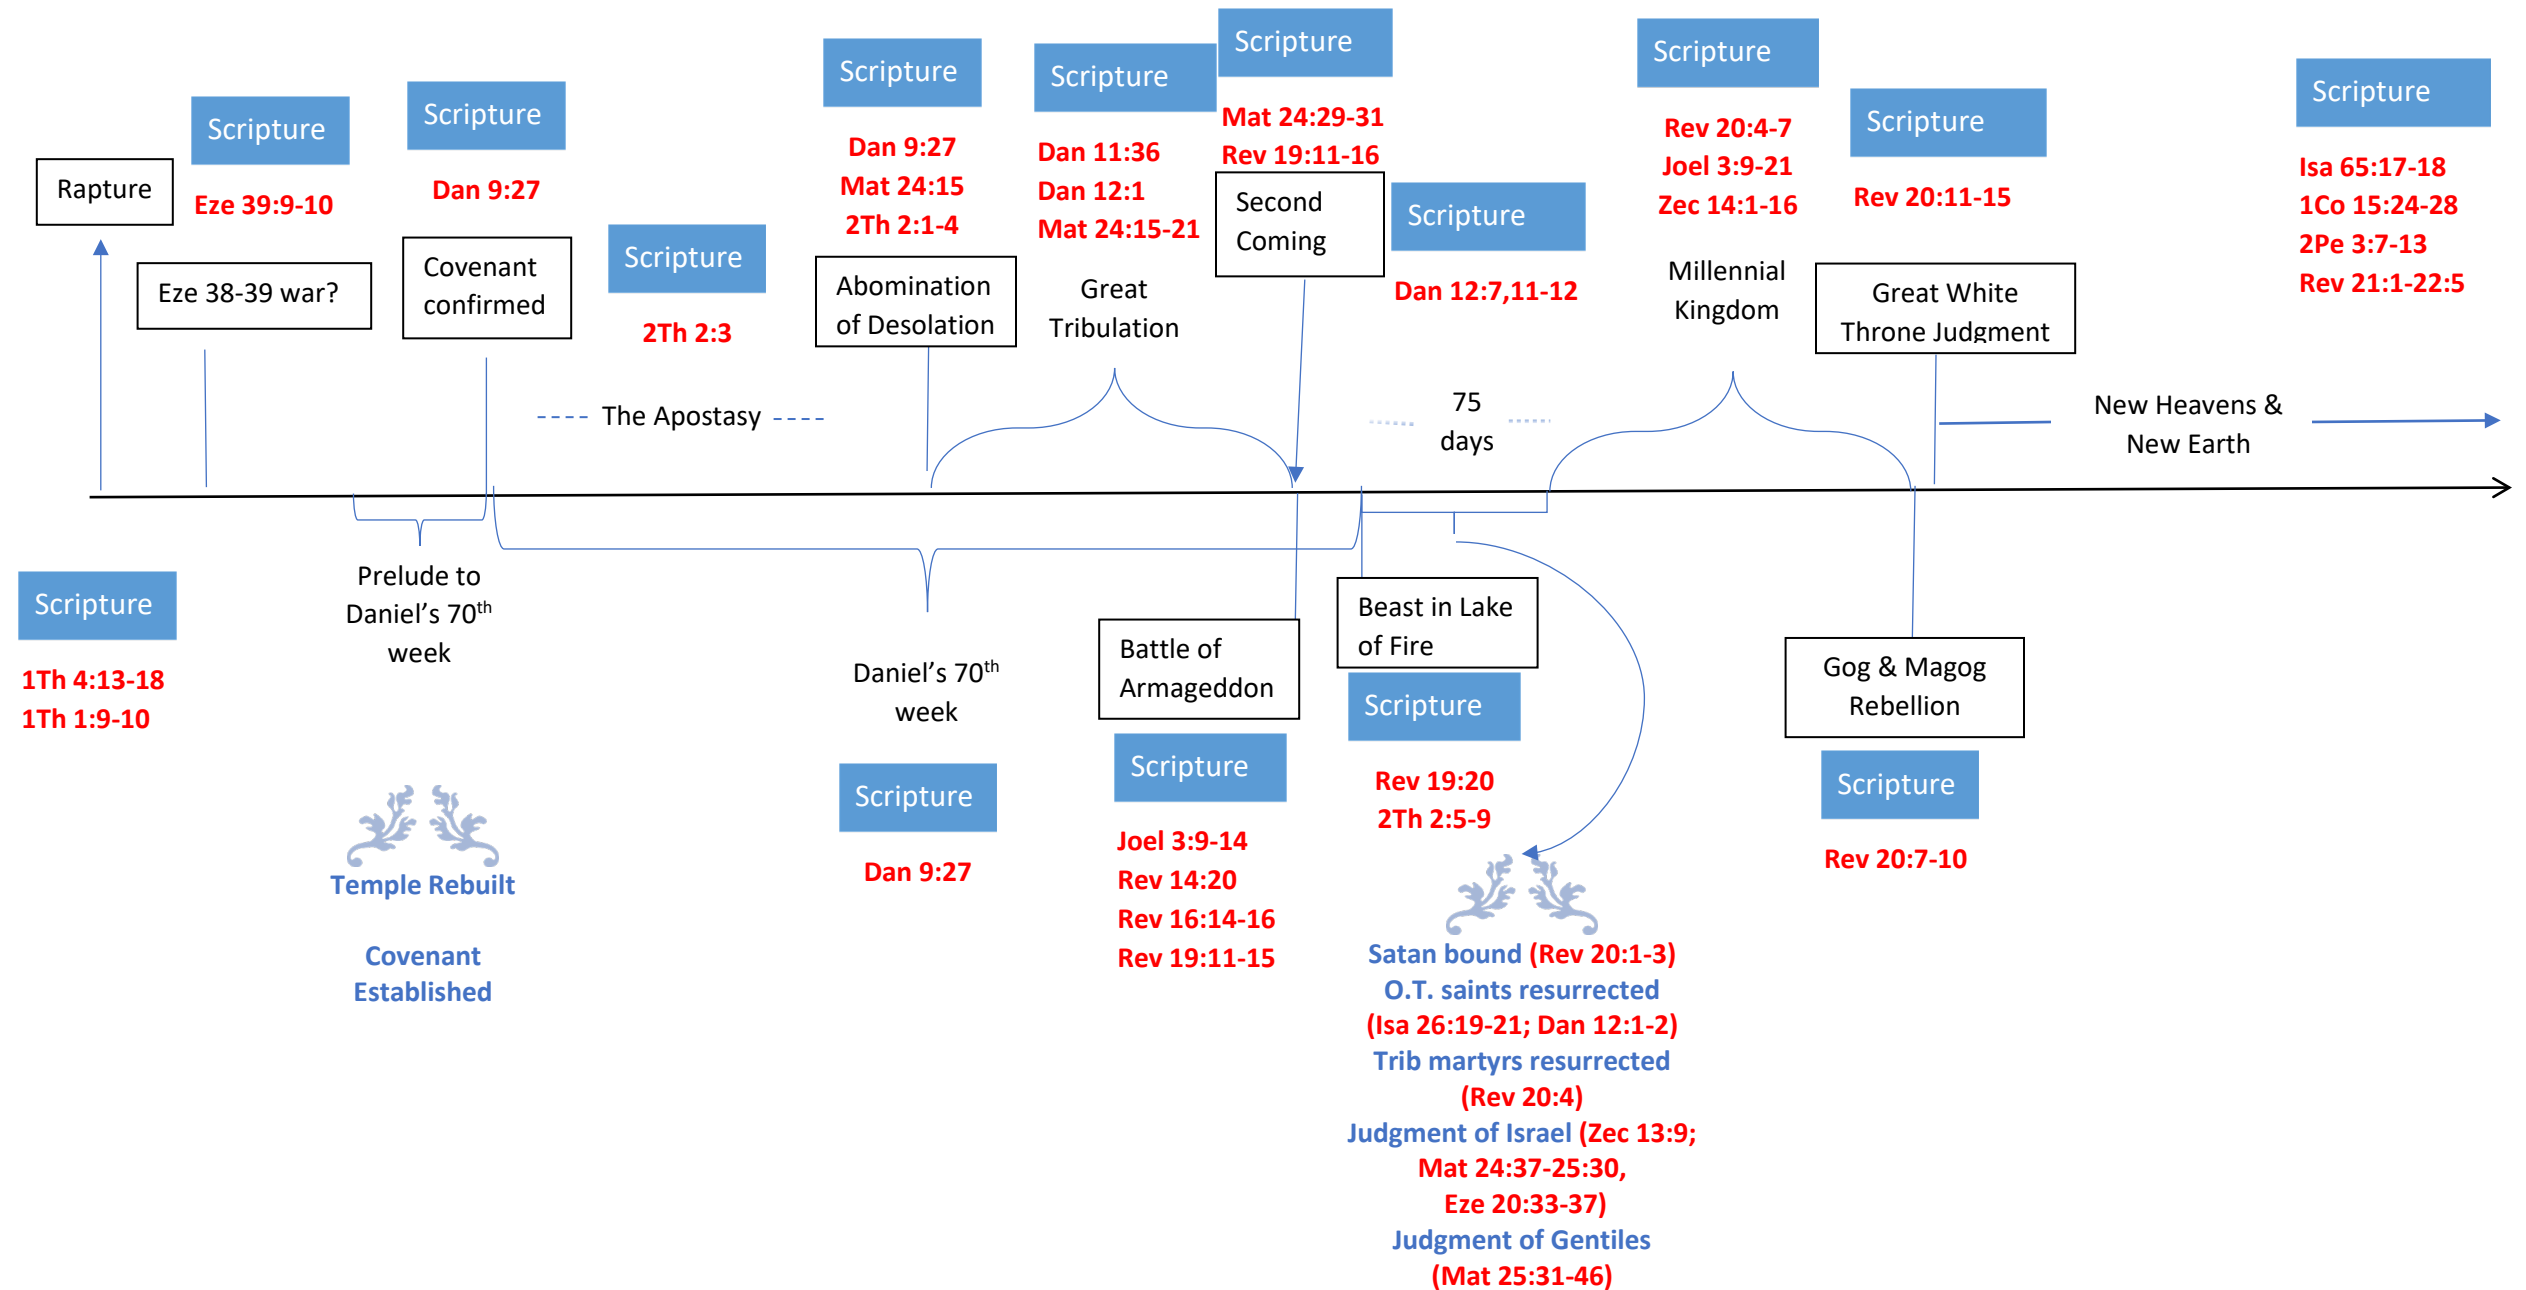 Scripture
Mat 24:29-31
Rev 19:11-16
Second
Coming
Scripture
Rev 20:4-7
Joel 3:9-21
Zec 14:1-16
Millennial
Kingdom
Scripture
Dan 9:27
Mat 24:15
2Th 2:1-4
Abomination
of Desolation
Scripture
Dan 11:36
Dan 12:1
Mat 24:15-21
Great
Tribulation
Scripture
Isa 65:17-18
1Co 15:24-28
2Pe 3:7-13
Rev 21:1-22:5
New Heavens &
New Earth
Scripture
Dan 9:27
Covenant
confirmed
Scripture
Rev 20:11-15
Great White
Throne Judgment
Scripture
Eze 39:9-10
Eze 38-39 war?
Rapture
Scripture
Dan 12:7,11-12
75
days
Scripture
2Th 2:3
The Apostasy
Scripture
1Th 4:13-18
1Th 1:9-10
Prelude to
Daniel’s 70th
week
Temple Rebuilt
Covenant
Established
Daniel’s 70th
week
Scripture
Dan 9:27
Battle of
Armageddon
Scripture
Joel 3:9-14
Rev 14:20
Rev 16:14-16
Rev 19:11-15
Beast in Lake
of Fire
Scripture
Rev 19:20
2Th 2:5-9
Satan bound (Rev 20:1-3)
O.T. saints resurrected
(Isa 26:19-21; Dan 12:1-2)
Trib martyrs resurrected
(Rev 20:4)
Judgment of Israel (Zec 13:9;
Mat 24:37-25:30,
Eze 20:33-37)
Judgment of Gentiles
(Mat 25:31-46)
Gog & Magog
Rebellion
Scripture
Rev 20:7-10